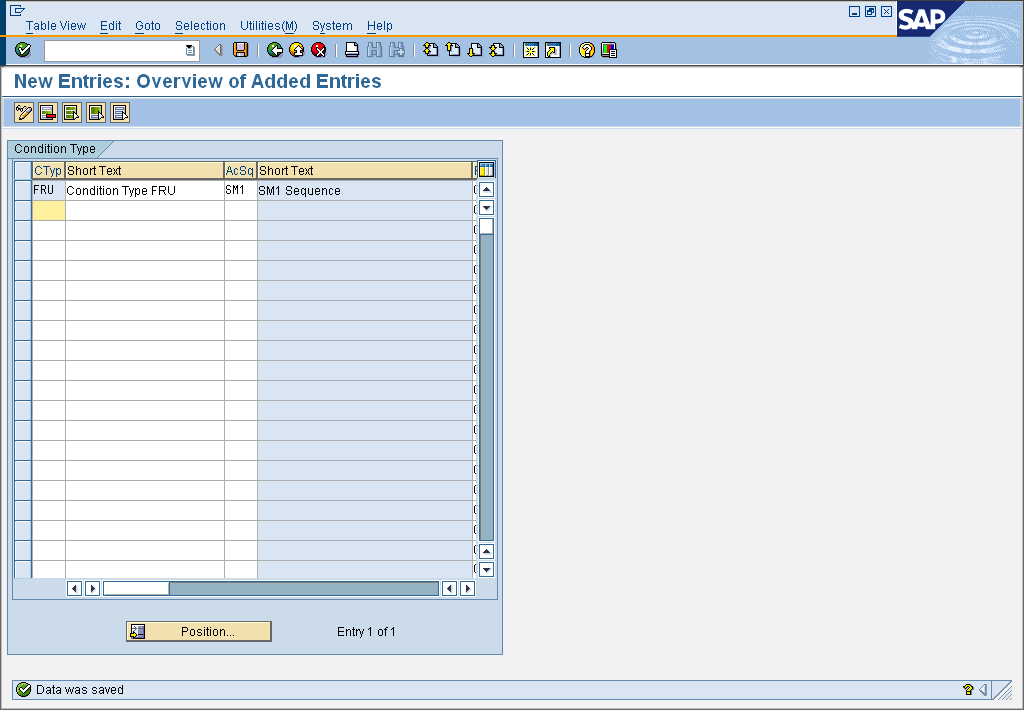 Table View Edit Goto Selection Utilities(M) System Help
SAP
New Entries: Overview of Added Entries
Condition Type
CTyp Short Text AcSq Short Text
FRU Condition Type FRU SM1 SM1 Sequence
Position... Entry 1 of 1
Data was saved